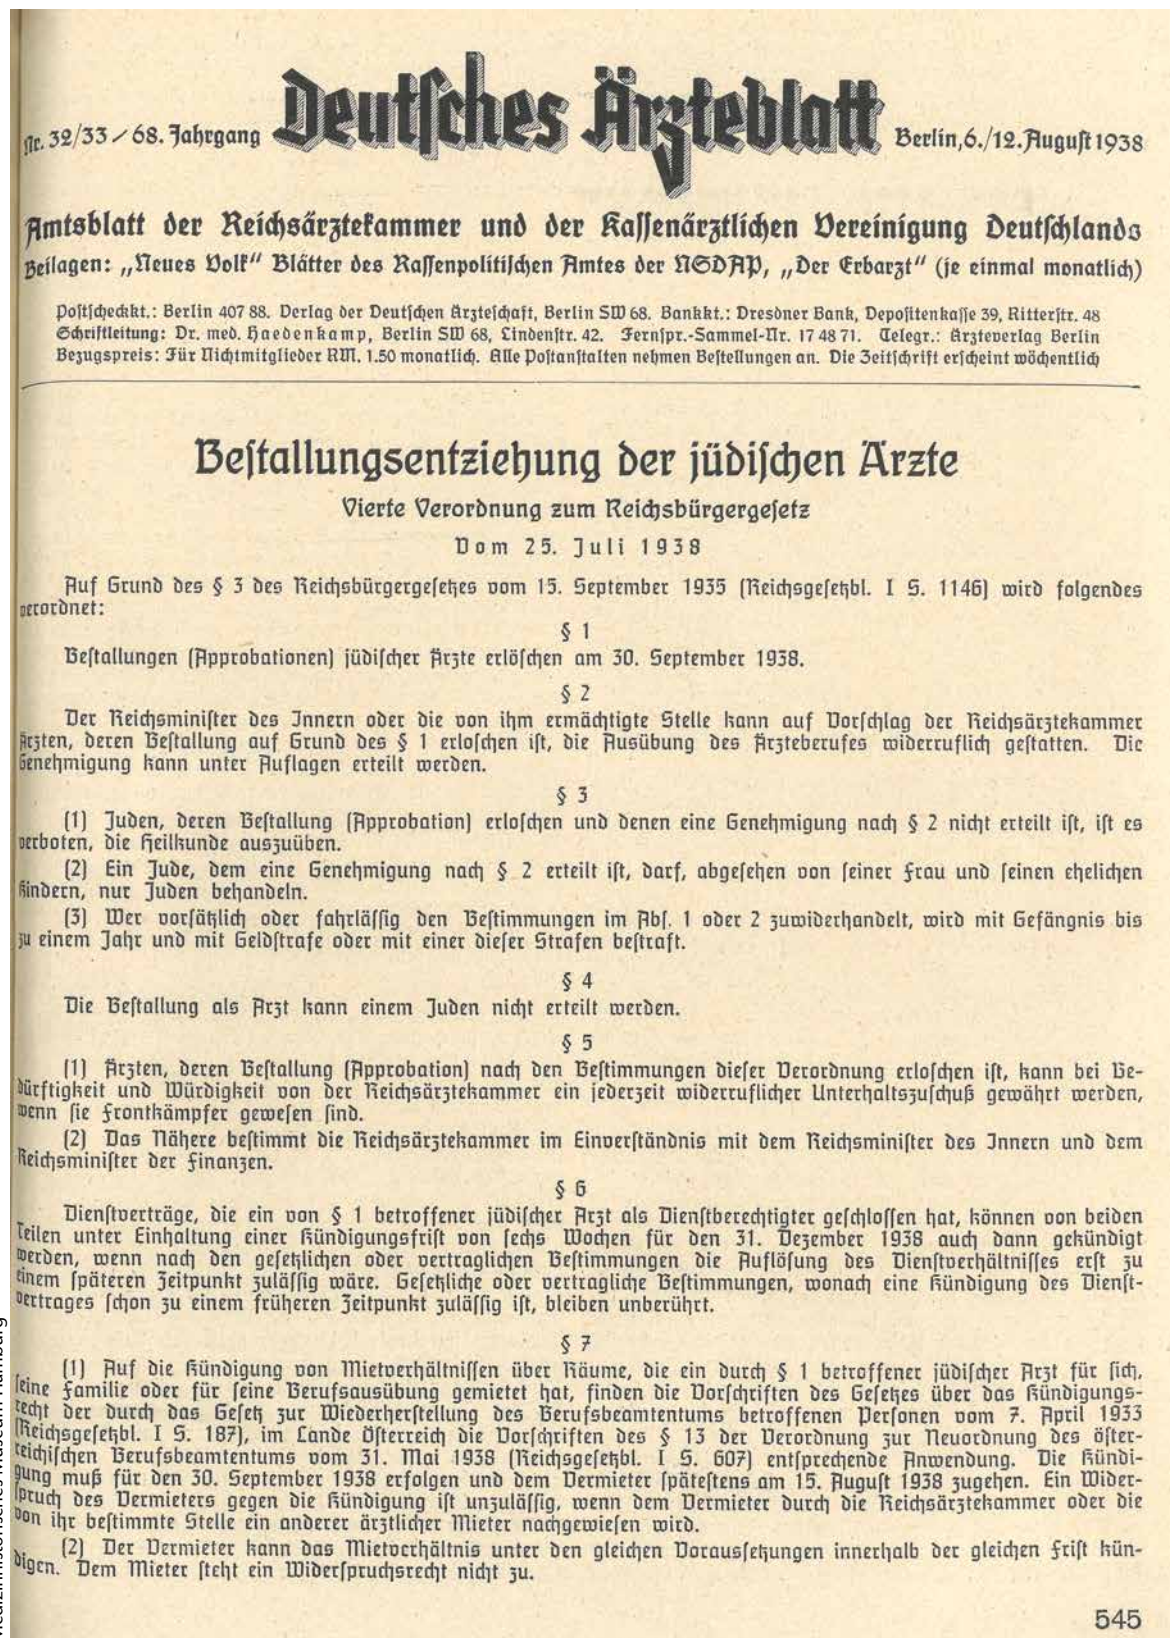 Nr. 32/33 / 68. Jahrgang Deutsches Ärzteblatt Berlin, 6./12. August 1938
Amtsblatt der Reichsärztekammer und der Kassenärztlichen Vereinigung Deutschlands
Beilagen: „Neues Volk“ Blätter des Rassenpolitischen Amtes der NSDAP, „Der Erbarzt“ (je einmal monatlich)
Postscheckkt.: Berlin 407 88. Verlag der Deutschen Ärzteschaft, Berlin SW 68. Bankkt.: Dresdner Bank, Depositenkasse 39, Ritterstr. 48
Schriftleitung: Dr. med. Haedenkamp, Berlin SW 68, Lindenstr. 42. Fernspr.-Sammel-Nr. 17 48 71. Telegr.: Ärzteverlag Berlin
Bezugspreis: Für Nichtmitglieder RM. 1.50 monatlich. Alle Postanstalten nehmen Bestellungen an. Die Zeitschrift erscheint wöchentlich
Bestallungsentziehung der jüdischen Ärzte
Vierte Verordnung zum Reichsbürgergesetz
Vom 25. Juli 1938
Auf Grund des § 3 des Reichsbürgergesetzes vom 15. September 1935 (Reichsgesetzbl. I S. 1146) wird folgendes
verordnet:
§ 1
Bestallungen (Approbationen) jüdischer Ärzte erlöschen am 30. September 1938.
§ 2
Der Reichsminister des Innern oder die von ihm ermächtigte Stelle kann auf Vorschlag der Reichsärztekammer
Ärzten, deren Bestallung auf Grund des § 1 erloschen ist, die Ausübung des Ärzteberufes widerruflich gestatten. Die
Genehmigung kann unter Auflagen erteilt werden.
§ 3
(1) Juden, deren Bestallung (Approbation) erloschen und denen eine Genehmigung nach § 2 nicht erteilt ist, ist es
verboten, die Heilkunde auszuüben.
(2) Ein Jude, dem eine Genehmigung nach § 2 erteilt ist, darf, abgesehen von seiner Frau und seinen ehelichen
Kindern, nur Juden behandeln.
(3) Wer vorsätzlich oder fahrlässig den Bestimmungen im Abs. 1 oder 2 zuwiderhandelt, wird mit Gefängnis bis
zu einem Jahr und mit Geldstrafe oder mit einer dieser Strafen bestraft.
§ 4
Die Bestallung als Arzt kann einem Juden nicht erteilt werden.
§ 5
(1) Ärzten, deren Bestallung (Approbation) nach den Bestimmungen dieser Verordnung erloschen ist, kann bei Be-
dürftigkeit und Würdigkeit von der Reichsärztekammer ein jederzeit widerruflicher Unterhaltszuschuß gewährt werden,
wenn sie Frontkämpfer gewesen sind.
(2) Das Nähere bestimmt die Reichsärztekammer im Einverständnis mit dem Reichsminister des Innern und dem
Reichsminister der Finanzen.
§ 6
Dienstverträge, die ein von § 1 betroffener jüdischer Arzt als Dienstberechtigter geschlossen hat, können von beiden
Teilen unter Einhaltung einer Kündigungsfrist von sechs Wochen für den 31. Dezember 1938 auch dann gekündigt
werden, wenn nach den gesetzlichen oder vertraglichen Bestimmungen die Auflösung des Dienstverhältnisses erst zu
einem späteren Zeitpunkt zulässig wäre. Gesetzliche oder vertragliche Bestimmungen, wonach eine Kündigung des Dienst-
vertrages schon zu einem früheren Zeitpunkt zulässig ist, bleiben unberührt.
§ 7
(1) Auf die Kündigung von Mietverhältnissen über Räume, die ein durch § 1 betroffener jüdischer Arzt für sich,
seine Familie oder für seine Berufsausübung gemietet hat, finden die Vorschriften des Gesetzes über das Kündigungs-
recht der durch das Gesetz zur Wiederherstellung des Berufsbeamtentums betroffenen Personen vom 7. April 1933
(Reichsgesetzbl. I S. 187), im Lande Österreich die Vorschriften des § 13 der Verordnung zur Neuordnung des öster-
reichischen Berufsbeamtentums vom 31. Mai 1938 (Reichsgesetzbl. I S. 607) entsprechende Anwendung. Die Kündi-
gung muß für den 30. September 1938 erfolgen und dem Vermieter spätestens am 15. August 1938 zugehen. Ein Wider-
spruch des Vermieters gegen die Kündigung ist unzulässig, wenn dem Vermieter durch die Reichsärztekammer oder die
von ihr bestimmte Stelle ein anderer ärztlicher Mieter nachgewiesen wird.
(2) Der Vermieter kann das Mietverhältnis unter den gleichen Voraussetzungen innerhalb der gleichen Frist kün-
digen. Dem Mieter steht ein Widerspruchsrecht nicht zu.
545
Medizinhistorisches Museum Hamburg